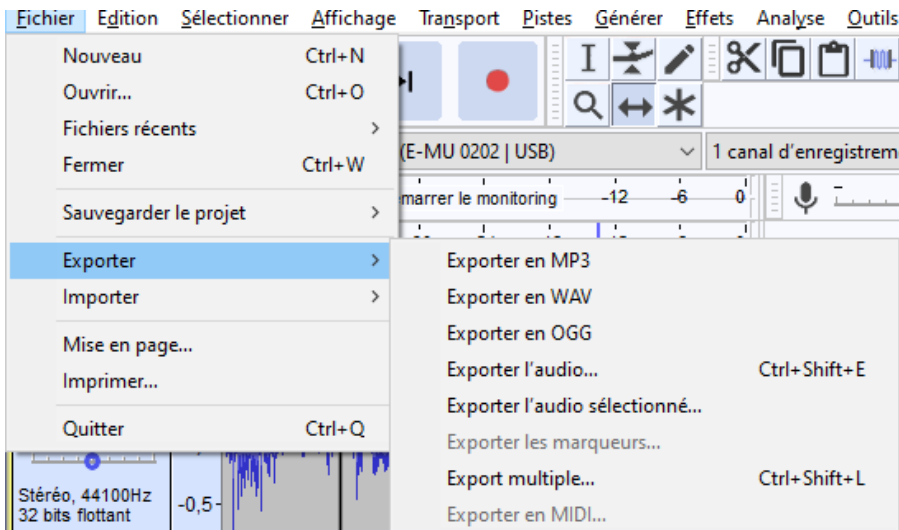 Fichier Edition Sélectionner Affichage Transport Pistes Générer Effets Analyse Outils
Nouveau Ctrl+N
Ouvrir... Ctrl+O
Fichiers récents >
Fermer Ctrl+W
Sauvegarder le projet >
Exporter >
Importer >
Mise en page...
Imprimer...
Quitter Ctrl+Q
(E-MU 0202 | USB) 1 canal d'enregistrem
marrer le monitoring -12 -6 0
Exporter en MP3
Exporter en WAV
Exporter en OGG
Exporter l'audio... Ctrl+Shift+E
Exporter l'audio sélectionné...
Exporter les marqueurs...
Export multiple... Ctrl+Shift+L
Exporter en MIDI...
Stéréo, 44100Hz
32 bits flottant
-0,5-